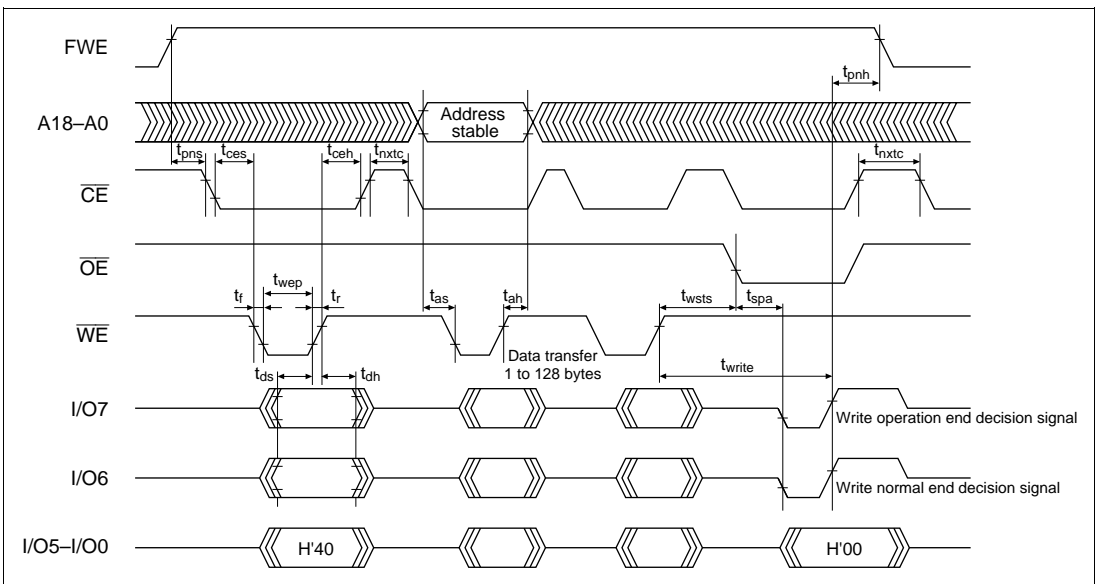 FWE
tpnh
A18–A0
Address
stable
tpns
tces
tceh
tnxtc
tnxtc
CE
OE
twep
tf
tr
tas
tah
twsts
tspa
WE
Data transfer
1 to 128 bytes
twrite
tds
tdh
I/O7
Write operation end decision signal
I/O6
Write normal end decision signal
I/O5–I/O0
H'40
H'00